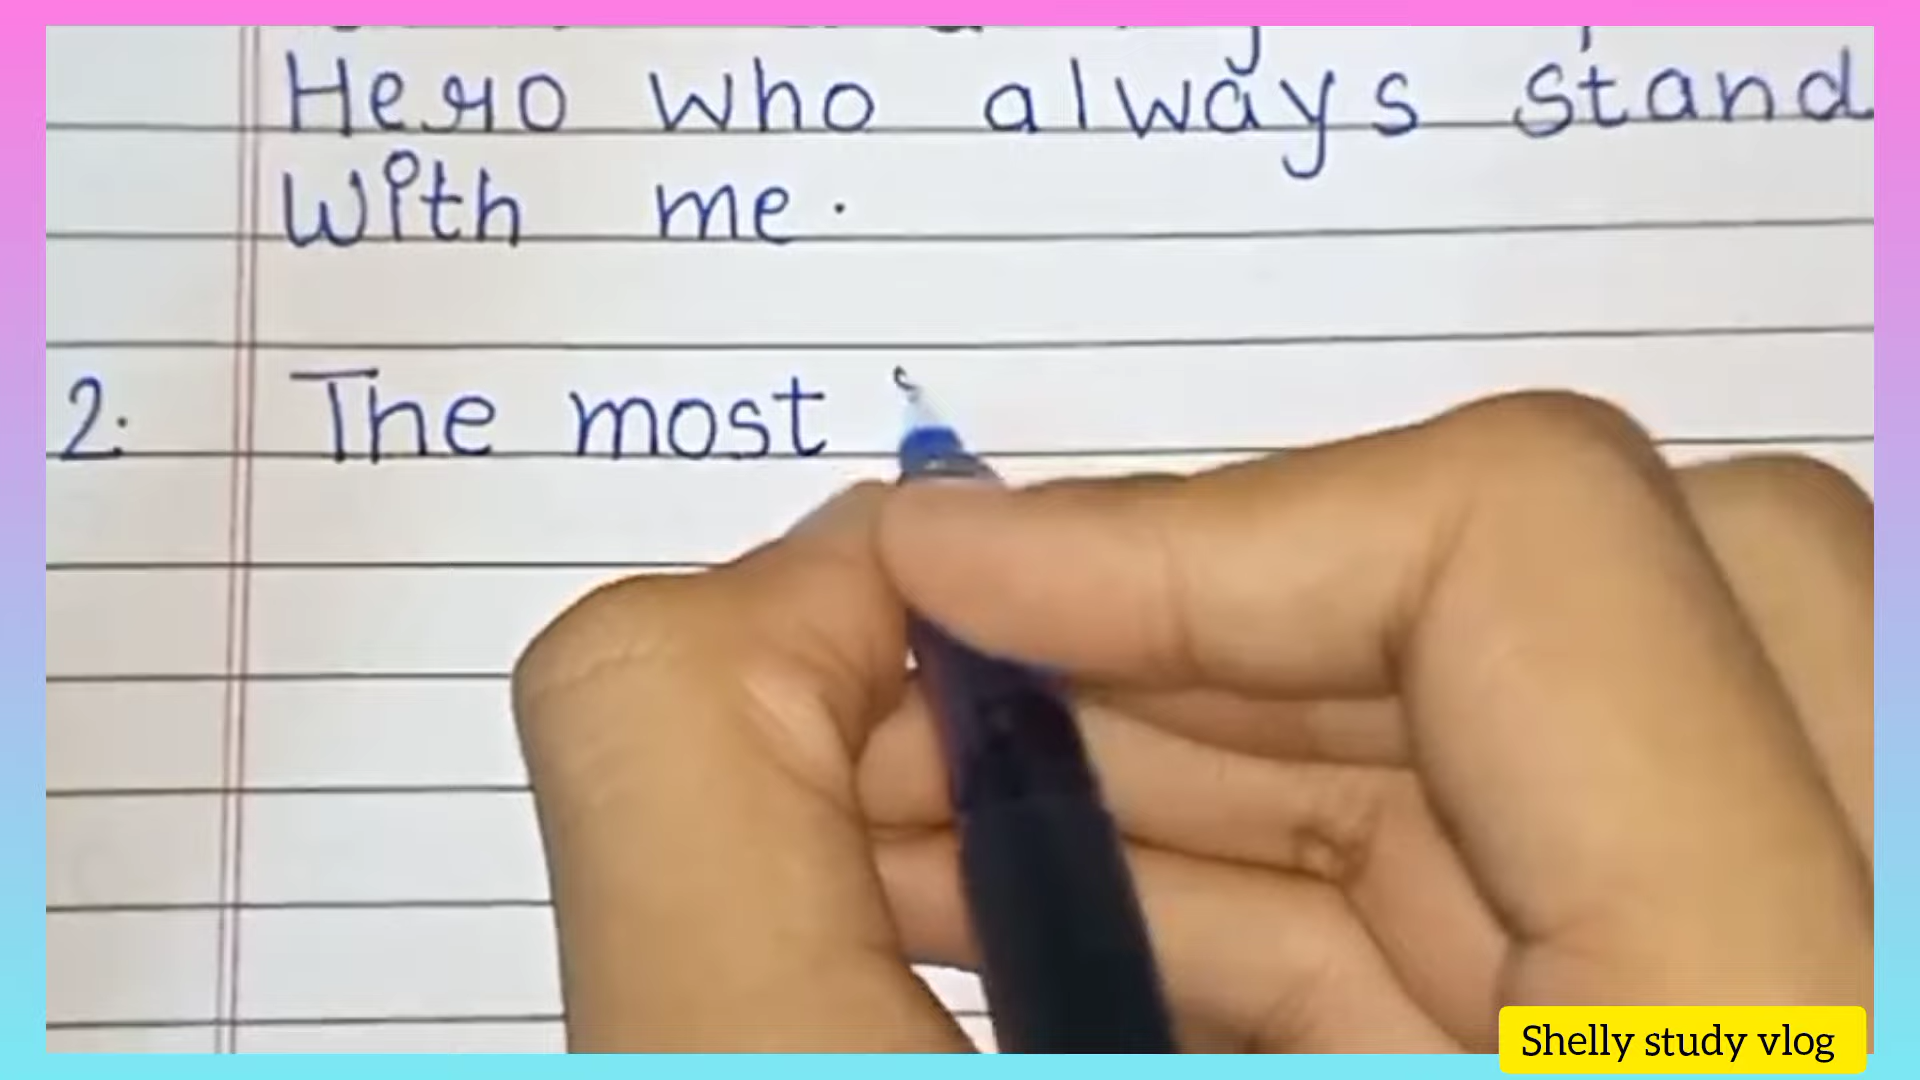 Hero who always stand
With me.
2. The most s
Shelly study vlog